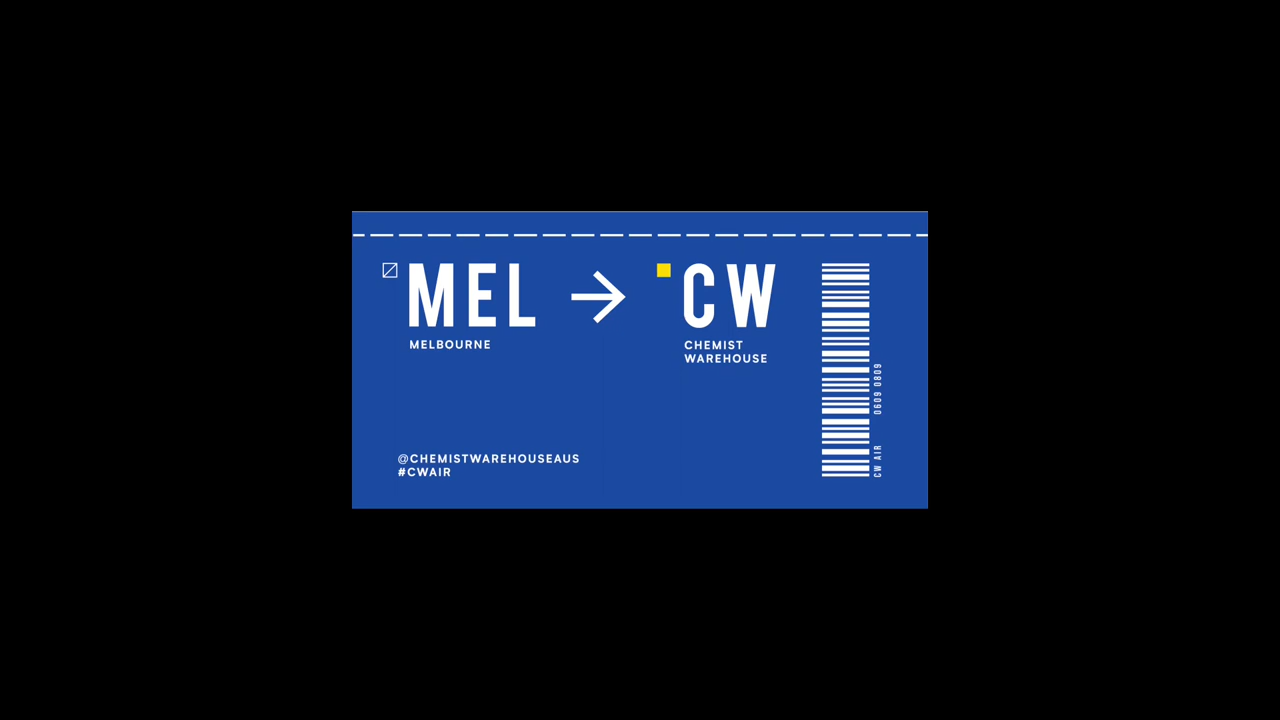 MEL
MELBOURNE
CW
CHEMIST
WAREHOUSE
@CHEMISTWAREHOUSEAUS
#CWAIR
CW AIR 0609 0809